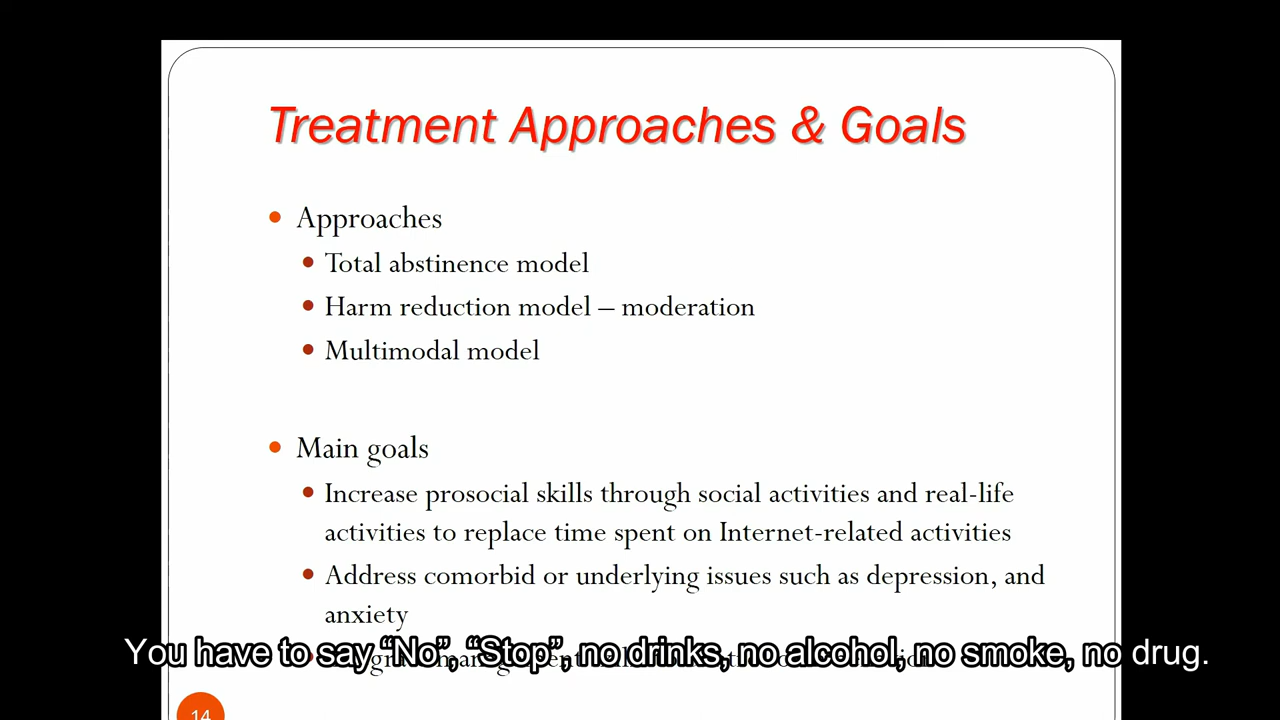 Treatment Approaches & Goals
Approaches
Total abstinence model
Harm reduction model – moderation
Multimodal model
Main goals
Increase prosocial skills through social activities and real-life
activities to replace time spent on Internet-related activities
Address comorbid or underlying issues such as depression, and
anxiety
You have to say “No”, “Stop”, no drinks, no alcohol, no smoke, no drug.
14